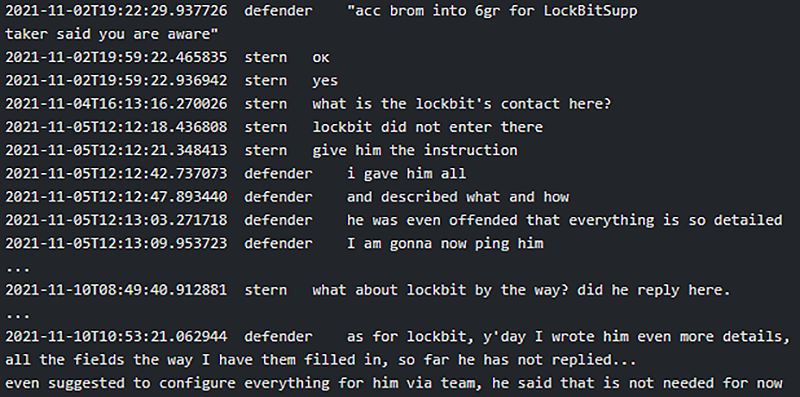 2021-11-02T19:22:29.937726 defender "acc brom into 6gr for LockBitSupp
taker said you are aware"
2021-11-02T19:59:22.465835 stern ок
2021-11-02T19:59:22.936942 stern yes
2021-11-04T16:13:16.270026 stern what is the lockbit's contact here?
2021-11-05T12:12:18.436808 stern lockbit did not enter there
2021-11-05T12:12:21.348413 stern give him the instruction
2021-11-05T12:12:42.737073 defender i gave him all
2021-11-05T12:12:47.893440 defender and described what and how
2021-11-05T12:13:03.271718 defender he was even offended that everything is so detailed
2021-11-05T12:13:09.953723 defender I am gonna now ping him
...
2021-11-10T08:49:40.912881 stern what about lockbit by the way? did he reply here.
...
2021-11-10T10:53:21.062944 defender as for lockbit, y'day I wrote him even more details,
all the fields the way I have them filled in, so far he has not replied...
even suggested to configure everything for him via team, he said that is not needed for now